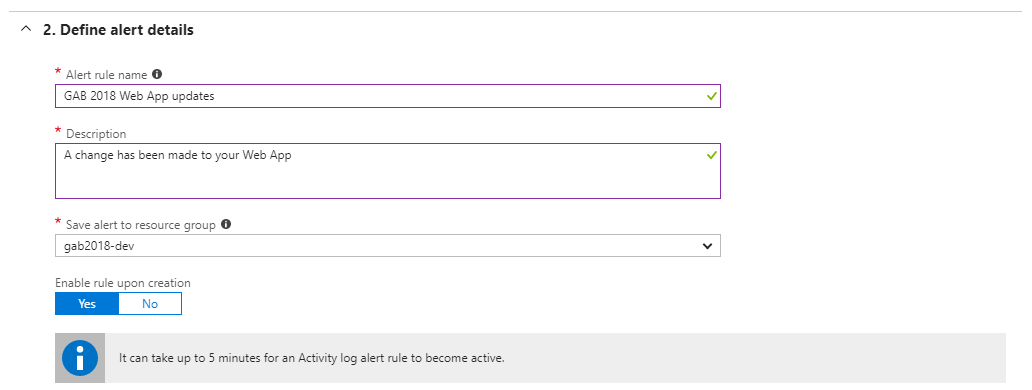 2. Define alert details
* Alert rule name
GAB 2018 Web App updates
* Description
A change has been made to your Web App
* Save alert to resource group
gab2018-dev
Enable rule upon creation
Yes No
It can take up to 5 minutes for an Activity log alert rule to become active.